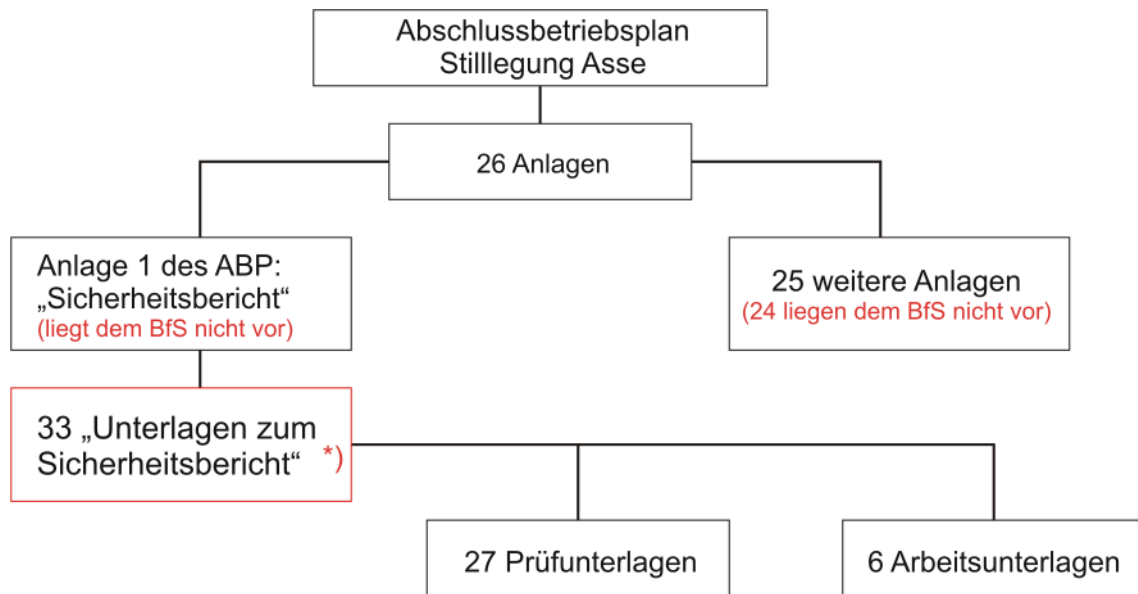 Abschlussbetriebsplan
Stilllegung Asse
26 Anlagen
Anlage 1 des ABP:
„Sicherheitsbericht“
(liegt dem BfS nicht vor)
25 weitere Anlagen
(24 liegen dem BfS nicht vor)
33 „Unterlagen zum
Sicherheitsbericht“ *)
27 Prüfunterlagen
6 Arbeitsunterlagen